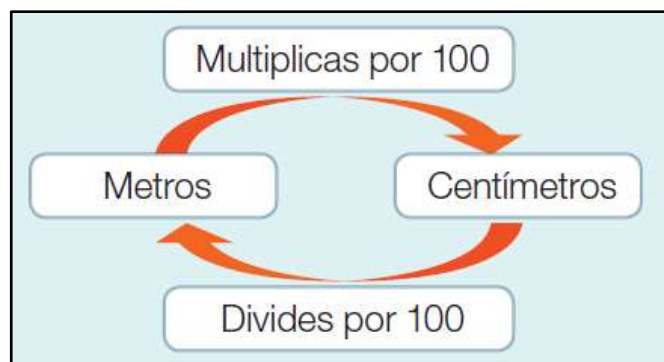 Multiplicas por 100
Metros
Centímetros
Divides por 100